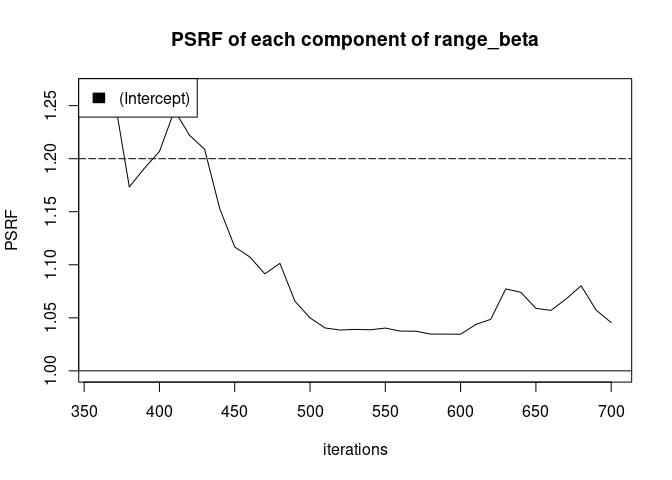 PSRF of each component of range_beta
(Intercept)
PSRF
1.25
1.20
1.15
1.10
1.05
1.00
350 400 450 500 550 600 650 700
iterations